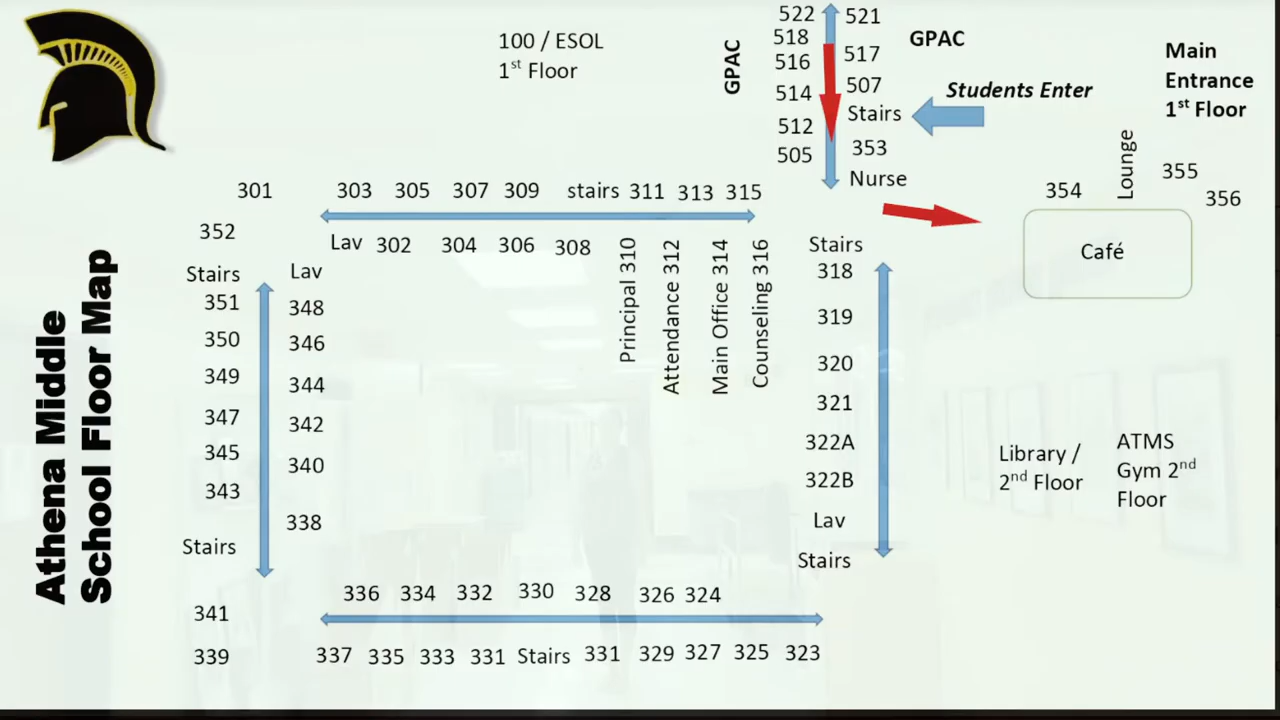 522 521
518
516 517
514 507
512 Stairs
505 353
Nurse
GPAC
GPAC
100 / ESOL
1st Floor
Students Enter
Main
Entrance
1st Floor
354 Lounge 355
356
Café
301 303 305 307 309 stairs 311 313 315
Lav 302 304 306 308
Principal 310
Attendance 312
Main Office 314
Counseling 316
352
Stairs
351
350
349
347
345
343
Stairs
341
339
Lav
348
346
344
342
340
338
Stairs
318
319
320
321
322A
322B
Lav
Stairs
Library /
2nd Floor
ATMS
Gym 2nd
Floor
336 334 332 330 328 326 324
337 335 333 331 Stairs 331 329 327 325 323
Athena Middle
School Floor Map